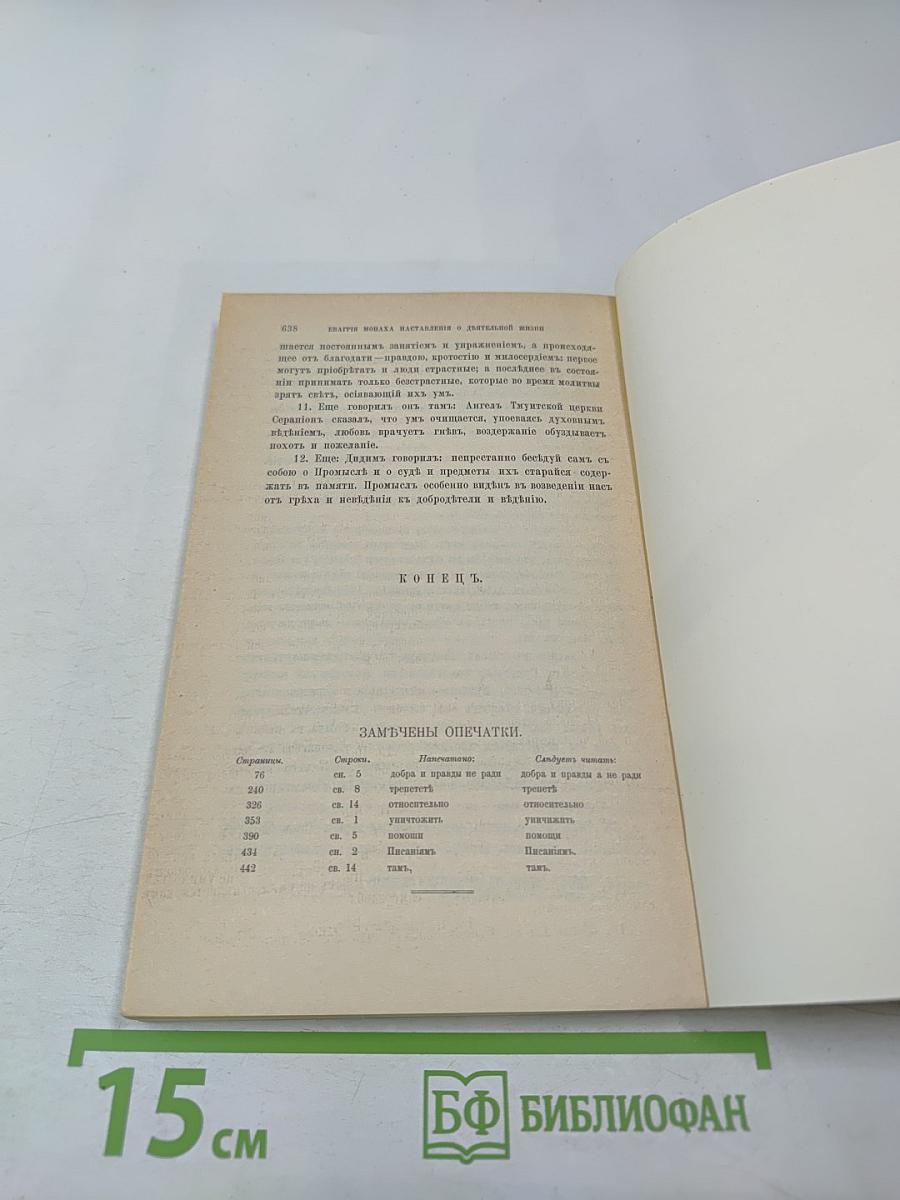 638 ЕВАГРІЯ МОНАХА НАСТАВЛЕНІЯ О ДѢЯТЕЛЬНОЙ ЖИЗНИ
шается постояннымъ занятіемъ и упражненіемъ, а происходя-
щее отъ благодати—правдою, кротостію и милосердіемъ: первое
могутъ пріобрѣтать и люди страстные; а послѣднее въ состоя-
ніи принимать только безстрастные, которые во время молитвы
зрятъ свѣтъ, осіявающій ихъ умъ.
11. Еще говорилъ онъ тамъ: Ангелъ Тмуитской церкви
Серапіонъ сказалъ, что умъ очищается, упоеваясь духовнымъ
вѣдѣніемъ, любовь врачуетъ гнѣвъ, воздержаніе обуздываетъ
похоть и пожеланіе.
12. Еще: Дидимъ говорилъ: непрестанно бесѣдуй самъ съ
собою о Промыслѣ и о судѣ и предметы ихъ старайся содер-
жать въ памяти. Промыслъ особенно видѣнъ въ возведеніи насъ
отъ грѣха и невѣдѣнія къ добродѣтели и вѣдѣнію.
КОНЕЦЪ.
ЗАМѢЧЕНЫ ОПЕЧАТКИ.
Страницы. Строки. Напечатано: Слѣдуетъ читать:
76 сн. 5 добра и правды не ради добра и правды а не ради
240 св. 8 трепететѣ трепетѣ
326 св. 14 относительно относительно
353 св. 1 уничтожить уничижить
390 св. 5 помоши помощи
434 сн. 2 Писаніямъ Писаніямъ.
442 св. 14 тамъ, тамъ.
15 см
БФ БИБЛИОФАН